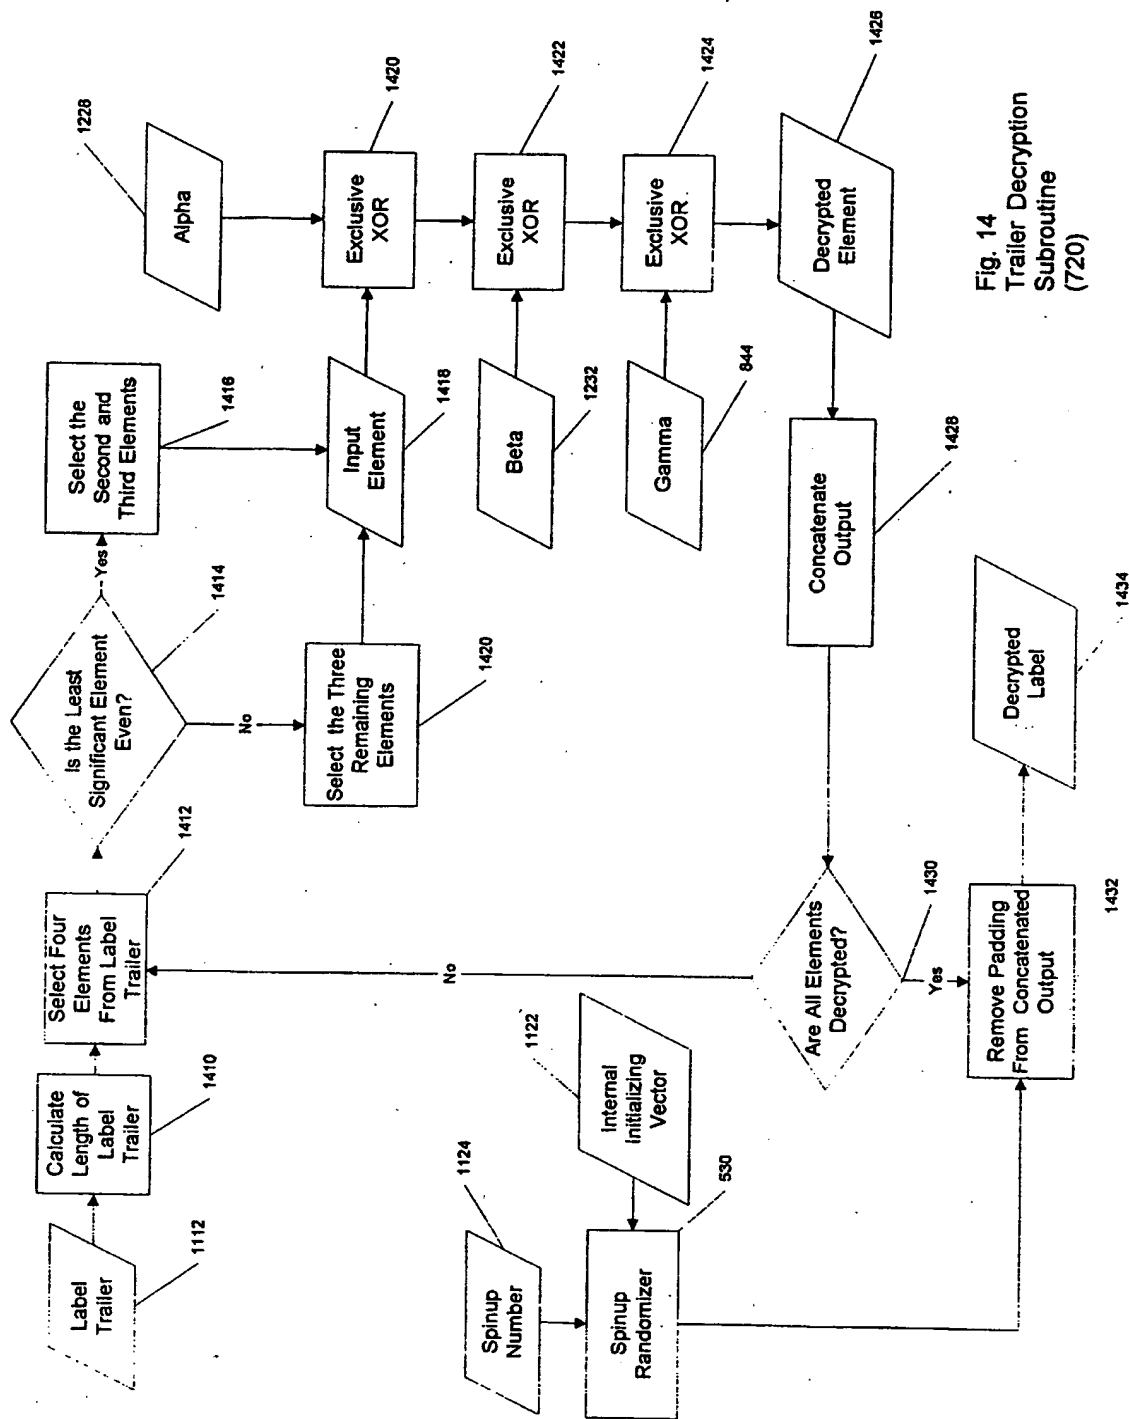 Label
Trailer
1112
Calculate
Length of
Label
Trailer
1410
Select Four
Elements
From Label
Trailer
1412
Is the Least
Significant Element
Even?
1414
Yes
No
Select the
Second and
Third Elements
1416
Select the Three
Remaining
Elements
1420
Input
Element
1418
Alpha
1228
Exclusive
XOR
1420
Beta
1232
Exclusive
XOR
1422
Gamma
844
Exclusive
XOR
1424
Decrypted
Element
1426
Concatenate
Output
1428
Are All Elements
Decrypted?
1430
No
Yes
Spinup
Number
1124
Internal
Initializing
Vector
1122
Spinup
Randomizer
530
Remove Padding
From Concatenated
Output
1432
Decrypted
Label
1434
Fig. 14
Trailer Decryption
Subroutine
(720)